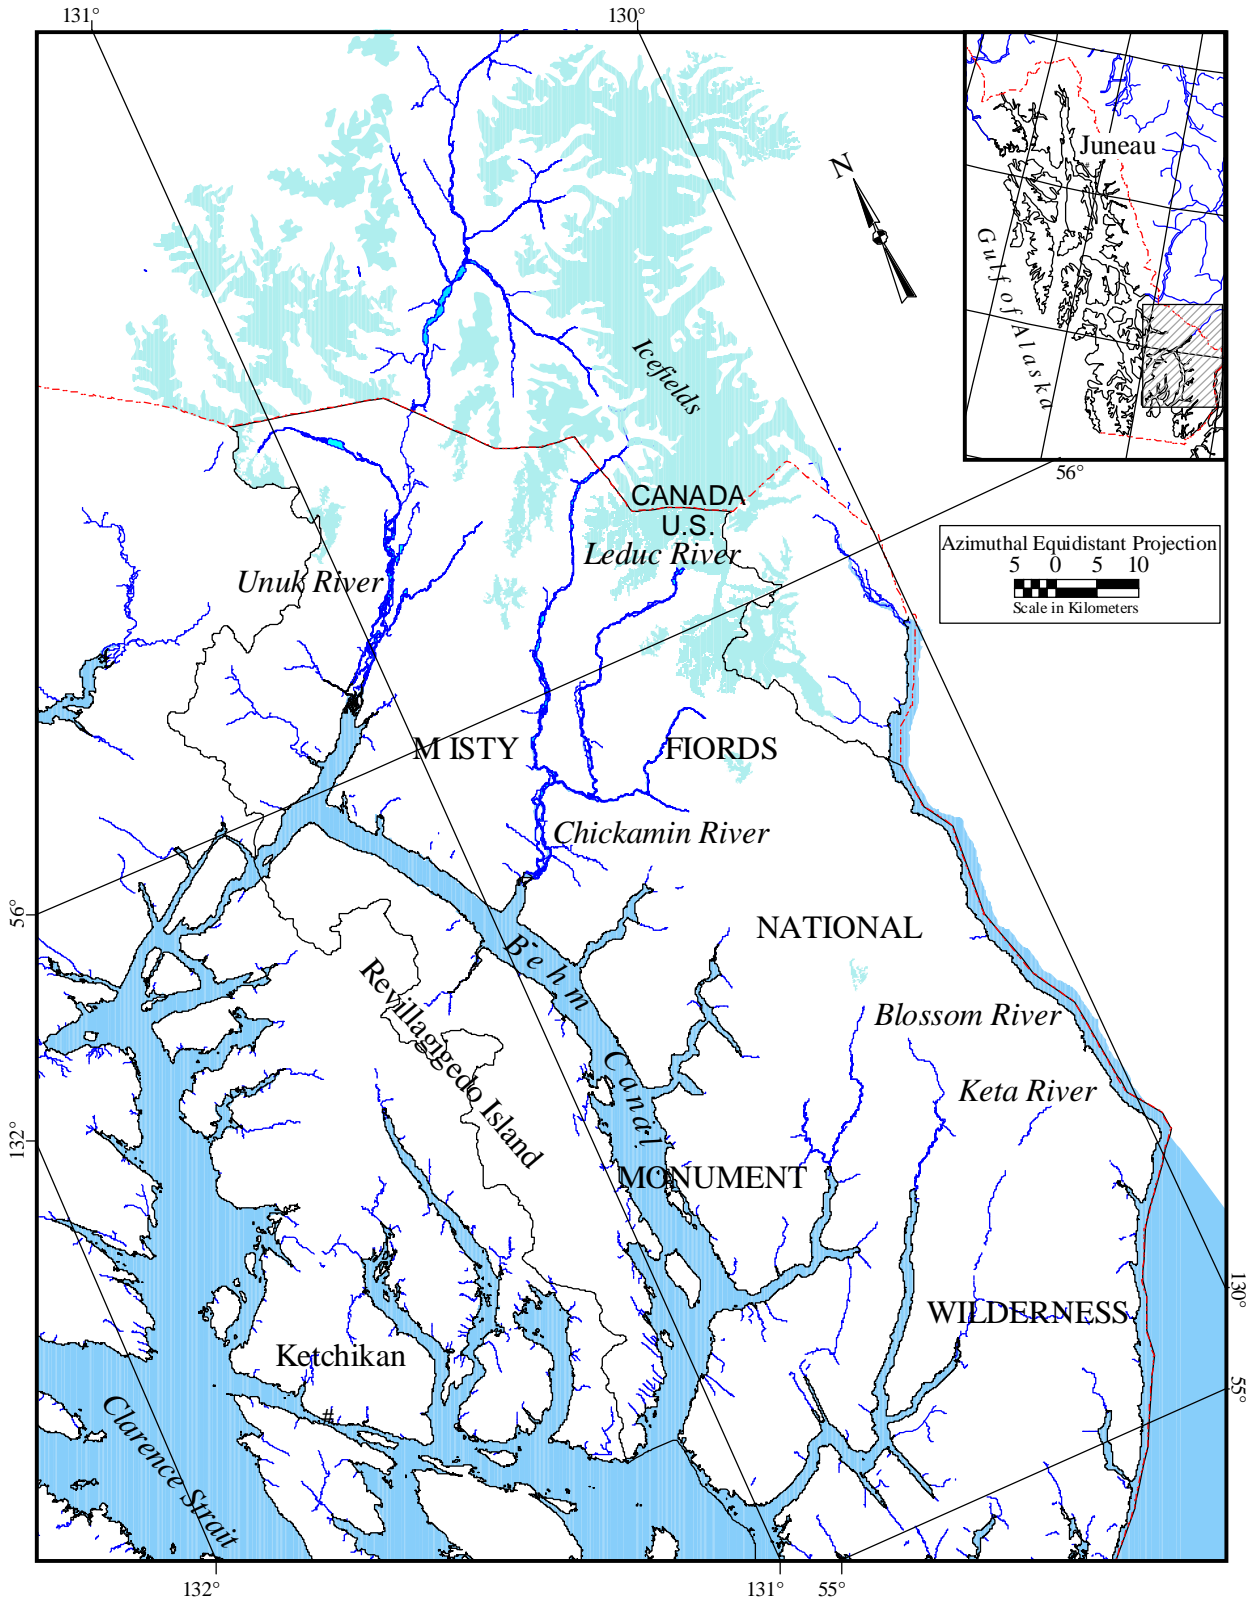 131°
130°
N
Juneau
#
Gulf of Alaska
56°
Icefields
CANADA
U.S.
Azimuthal Equidistant Projection
5 0 5 10
Scale in Kilometers
Leduc River
Unuk River
MISTY FIORDS
Chickamin River
56°
NATIONAL
Behm Canal
Revillagigedo Island
Blossom River
Keta River
132°
MONUMENT
130°
WILDERNESS
Ketchikan
#
55°
Clarence Strait
132°
131°
55°